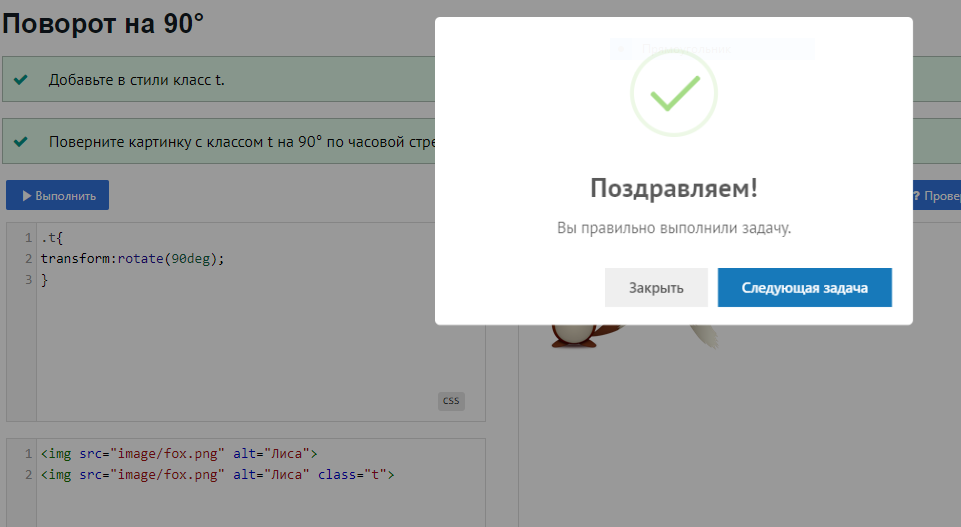 Поворот на 90°
Добавьте в стили класс t.
Поверните картинку с классом t на 90° по часовой стре
Выполнить
? Провер
1 .t{
2 transform:rotate(90deg);
3 }
css
1 <img src="image/fox.png" alt="Лиса">
2 <img src="image/fox.png" alt="Лиса" class="t">
Поздравляем!
Вы правильно выполнили задачу.
Закрыть
Следующая задача